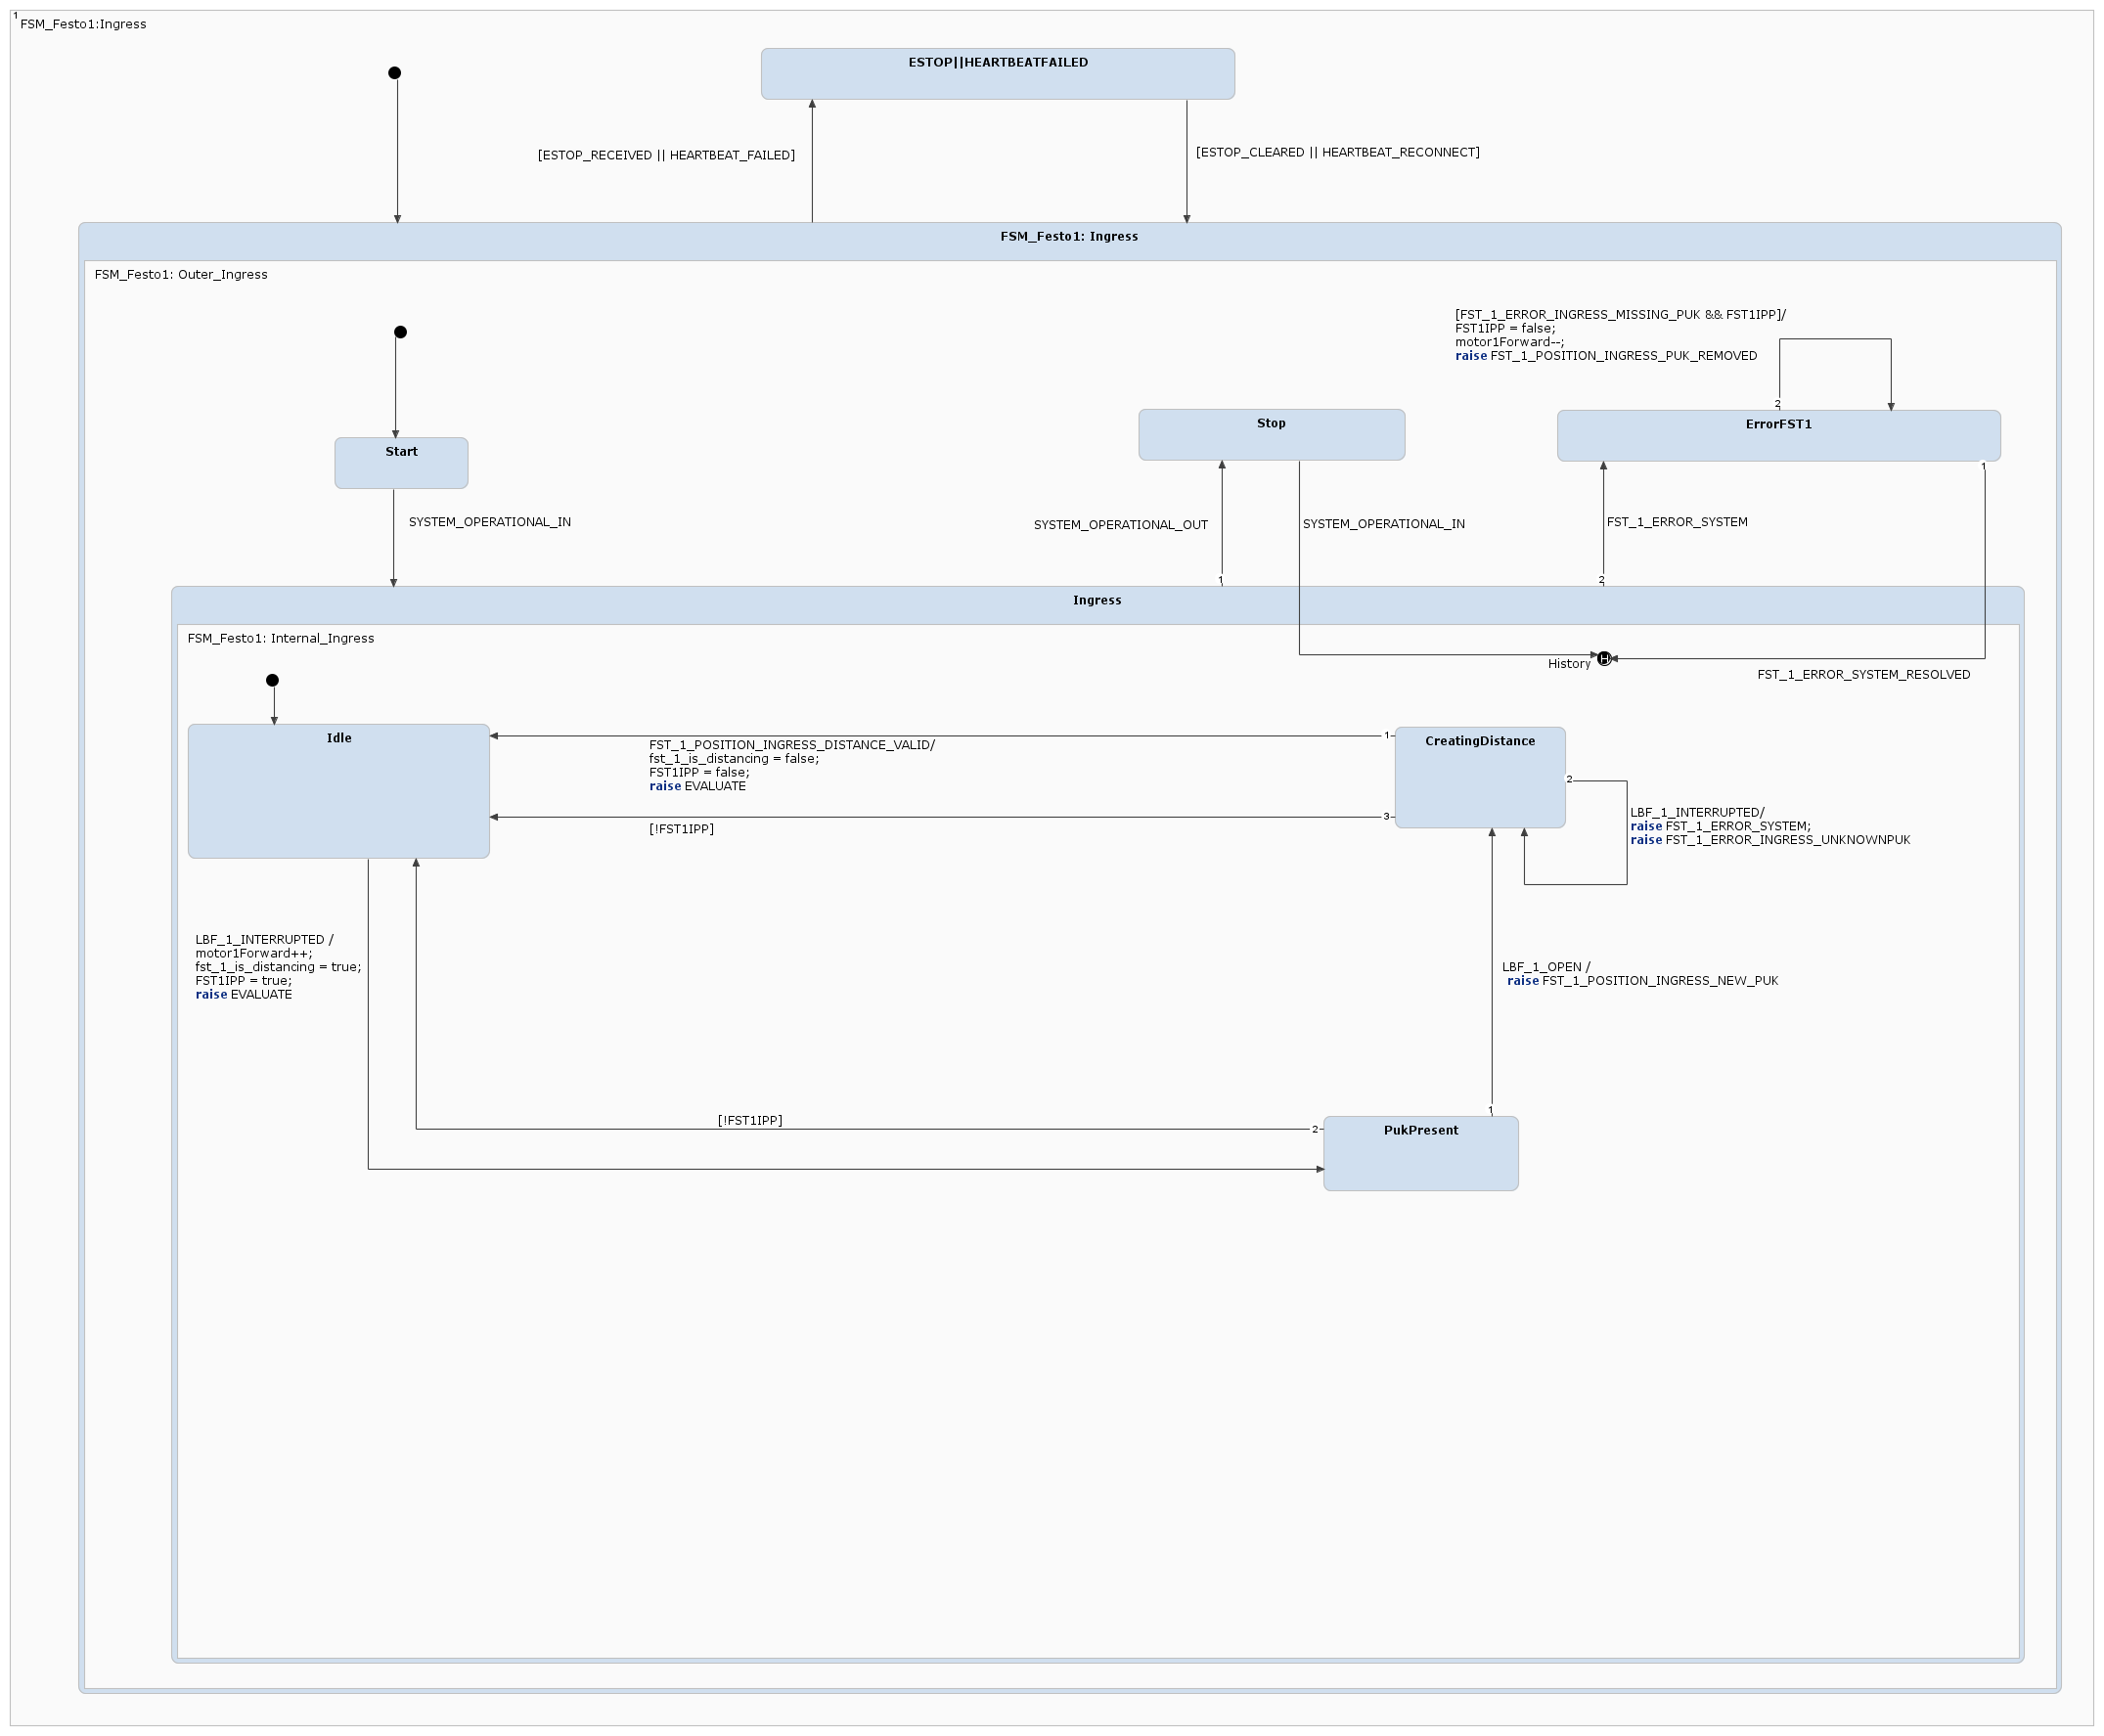 1
FSM_Festo1:Ingress
ESTOP||HEARTBEATFAILED
[ESTOP_RECEIVED || HEARTBEAT_FAILED]
[ESTOP_CLEARED || HEARTBEAT_RECONNECT]
FSM_Festo1: Ingress
FSM_Festo1: Outer_Ingress
[FST_1_ERROR_INGRESS_MISSING_PUK && FST1IPP]/
FST1IPP = false;
motor1Forward--;
raise FST_1_POSITION_INGRESS_PUK_REMOVED
2
Start
Stop
ErrorFST1
1
SYSTEM_OPERATIONAL_IN
SYSTEM_OPERATIONAL_OUT
SYSTEM_OPERATIONAL_IN
FST_1_ERROR_SYSTEM
1
2
Ingress
FSM_Festo1: Internal_Ingress
H
History
FST_1_ERROR_SYSTEM_RESOLVED
Idle
1
CreatingDistance
FST_1_POSITION_INGRESS_DISTANCE_VALID/
fst_1_is_distancing = false;
FST1IPP = false;
raise EVALUATE
2
3
[!FST1IPP]
LBF_1_INTERRUPTED/
raise FST_1_ERROR_SYSTEM;
raise FST_1_ERROR_INGRESS_UNKNOWNPUK
LBF_1_INTERRUPTED /
motor1Forward++;
fst_1_is_distancing = true;
FST1IPP = true;
raise EVALUATE
LBF_1_OPEN /
raise FST_1_POSITION_INGRESS_NEW_PUK
1
[!FST1IPP]
2
PukPresent